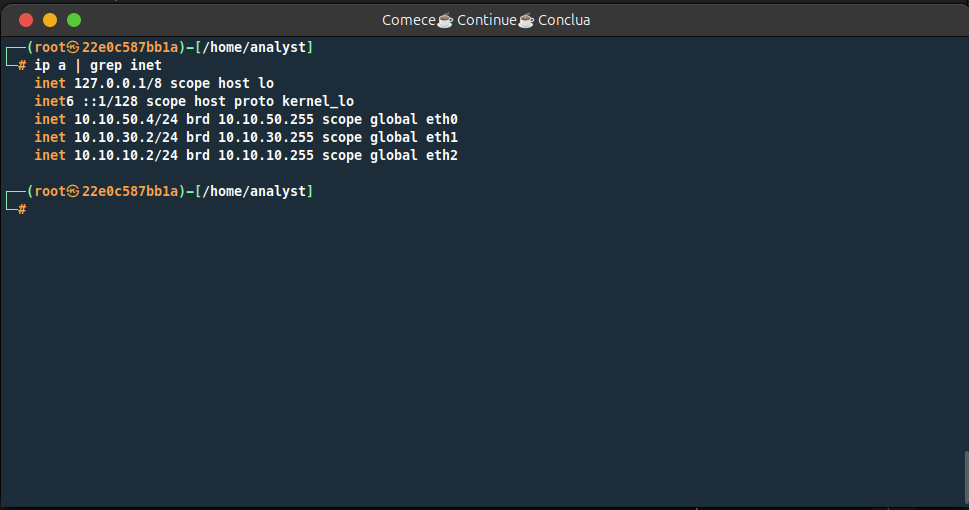 Comece☕ Continue☕ Conclua
┌──(root㉿22e0c587bb1a)-[/home/analyst]
└─# ip a | grep inet
inet 127.0.0.1/8 scope host lo
inet6 ::1/128 scope host proto kernel_lo
inet 10.10.50.4/24 brd 10.10.50.255 scope global eth0
inet 10.10.30.2/24 brd 10.10.30.255 scope global eth1
inet 10.10.10.2/24 brd 10.10.10.255 scope global eth2
┌──(root㉿22e0c587bb1a)-[/home/analyst]
└─#